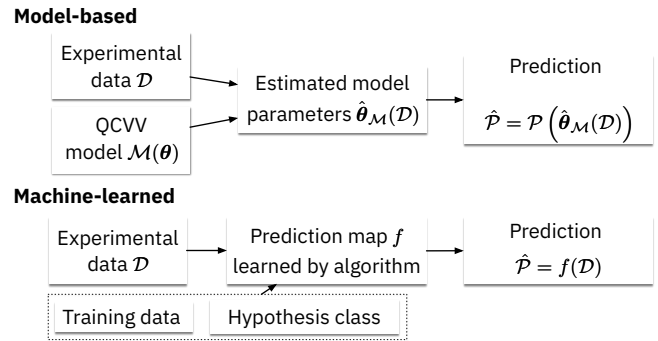 Model-based
Experimental
data 𝒟
QCVV
model ℳ(θ)
Estimated model
parameters θ̂_ℳ(𝒟)
Prediction
𝒫̂ = 𝒫(θ̂_ℳ(𝒟))
Machine-learned
Experimental
data 𝒟
Prediction map f
learned by algorithm
Prediction
𝒫̂ = f(𝒟)
Training data
Hypothesis class